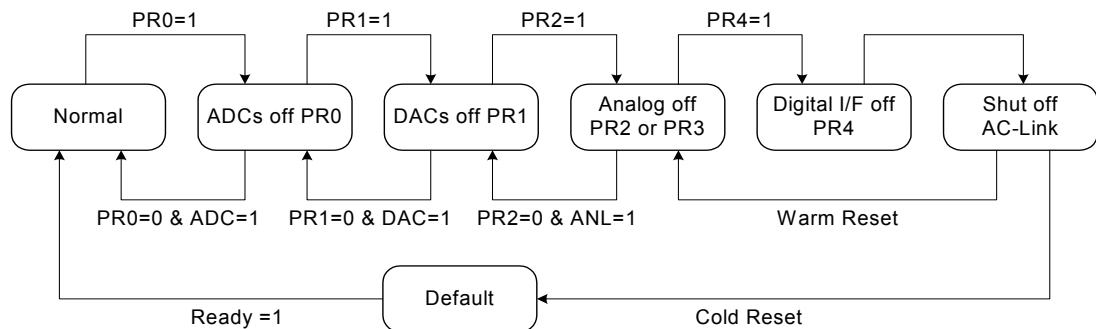 PR0=1
PR1=1
PR2=1
PR4=1
Normal
ADCs off PR0
DACs off PR1
Analog off
PR2 or PR3
Digital I/F off
PR4
Shut off
AC-Link
PR0=0 & ADC=1
PR1=0 & DAC=1
PR2=0 & ANL=1
Warm Reset
Default
Ready =1
Cold Reset